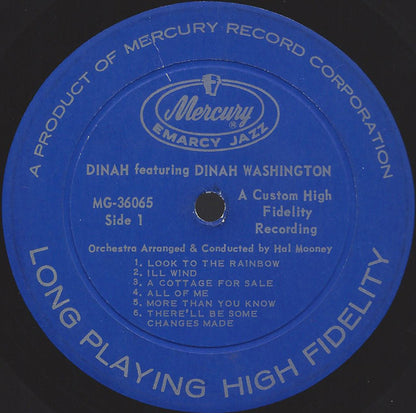 A PRODUCT OF MERCURY RECORD CORPORATION
Mercury
®
EMARCY JAZZ
DINAH featuring DINAH WASHINGTON
MG-36065
Side 1
A Custom High
Fidelity
Recording
Orchestra Arranged & Conducted by Hal Mooney
1. LOOK TO THE RAINBOW
2. ILL WIND
3. A COTTAGE FOR SALE
4. ALL OF ME
5. MORE THAN YOU KNOW
6. THERE'LL BE SOME
CHANGES MADE
LONG PLAYING HIGH FIDELITY